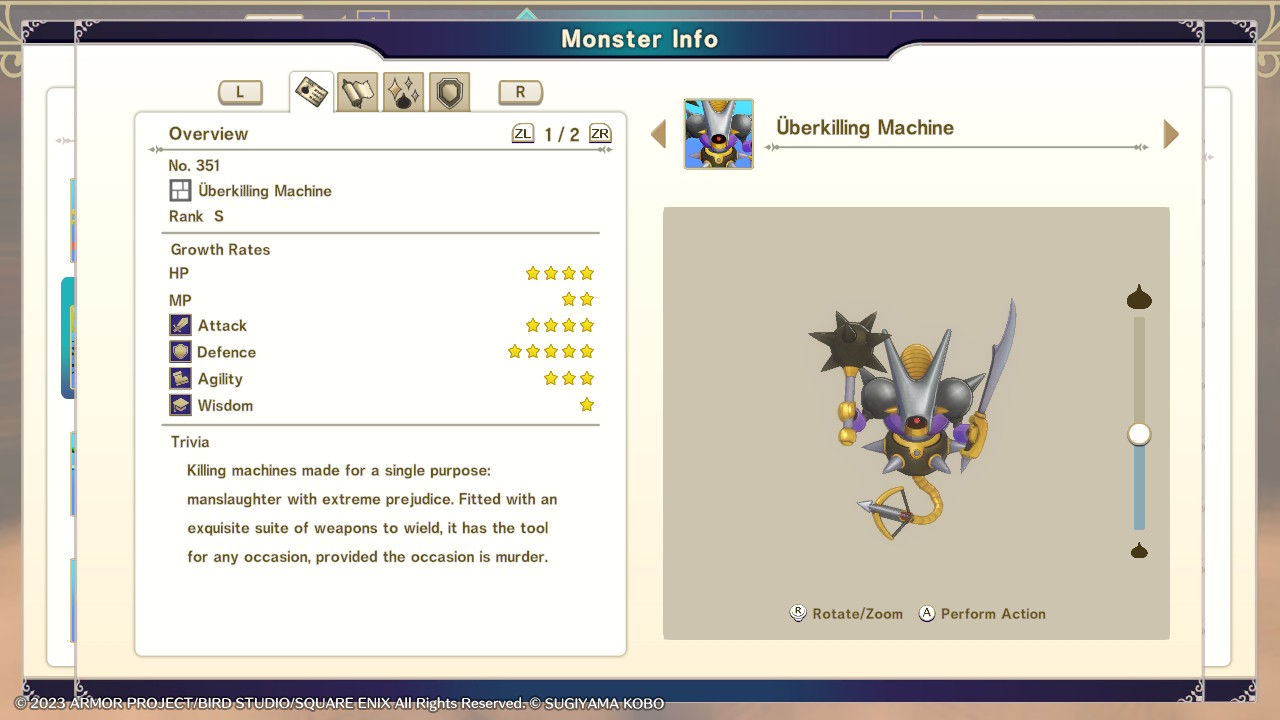 Monster Info
L
R
Overview
ZL 1 / 2 ZR
No. 351
Überkilling Machine
Rank S
Growth Rates
HP
MP
Attack
Defence
Agility
Wisdom
Trivia
Killing machines made for a single purpose:
manslaughter with extreme prejudice. Fitted with an
exquisite suite of weapons to wield, it has the tool
for any occasion, provided the occasion is murder.
Überkilling Machine
R Rotate/Zoom A Perform Action
© 2023 ARMOR PROJECT/BIRD STUDIO/SQUARE ENIX All Rights Reserved. © SUGIYAMA KOBO